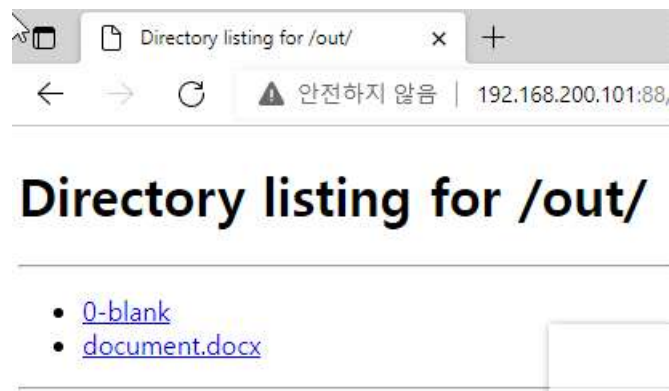 Directory listing for /out/
안전하지 않음 | 192.168.200.101:88/
Directory listing for /out/
0-blank
document.docx